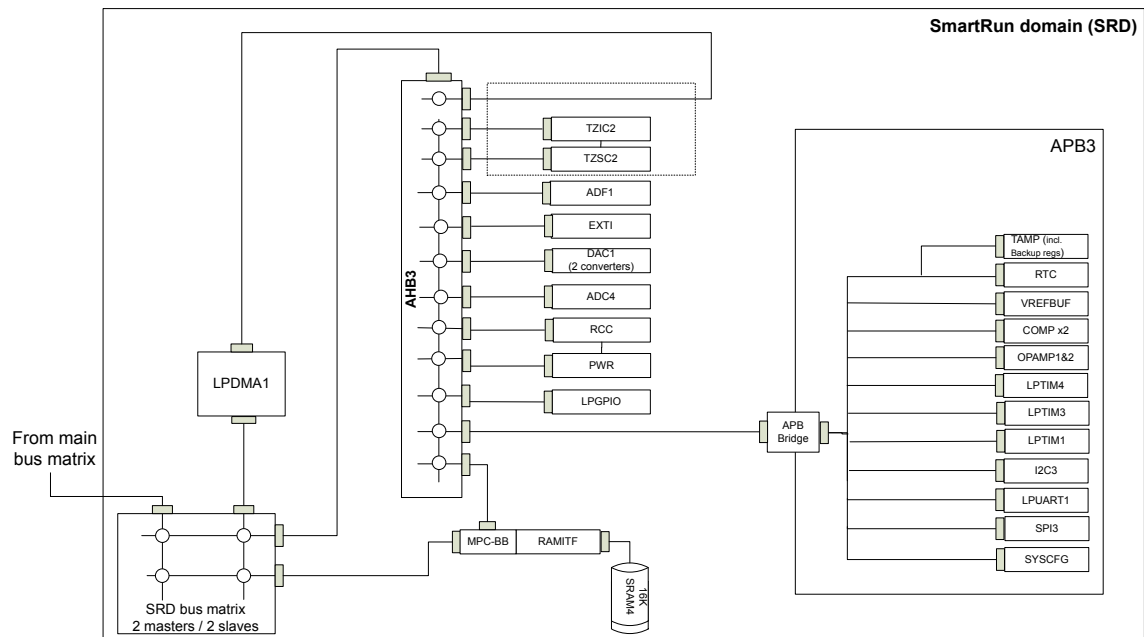 SmartRun domain (SRD)
TZIC2
TZSC2
ADF1
EXTI
DAC1
(2 converters)
ADC4
RCC
PWR
LPGPIO
AHB3
LPDMA1
From main
bus matrix
SRD bus matrix
2 masters / 2 slaves
MPC-BB
RAMITF
16K
SRAM4
APB
Bridge
APB3
TAMP (incl.
Backup regs)
RTC
VREFBUF
COMP x2
OPAMP1&2
LPTIM4
LPTIM3
LPTIM1
I2C3
LPUART1
SPI3
SYSCFG